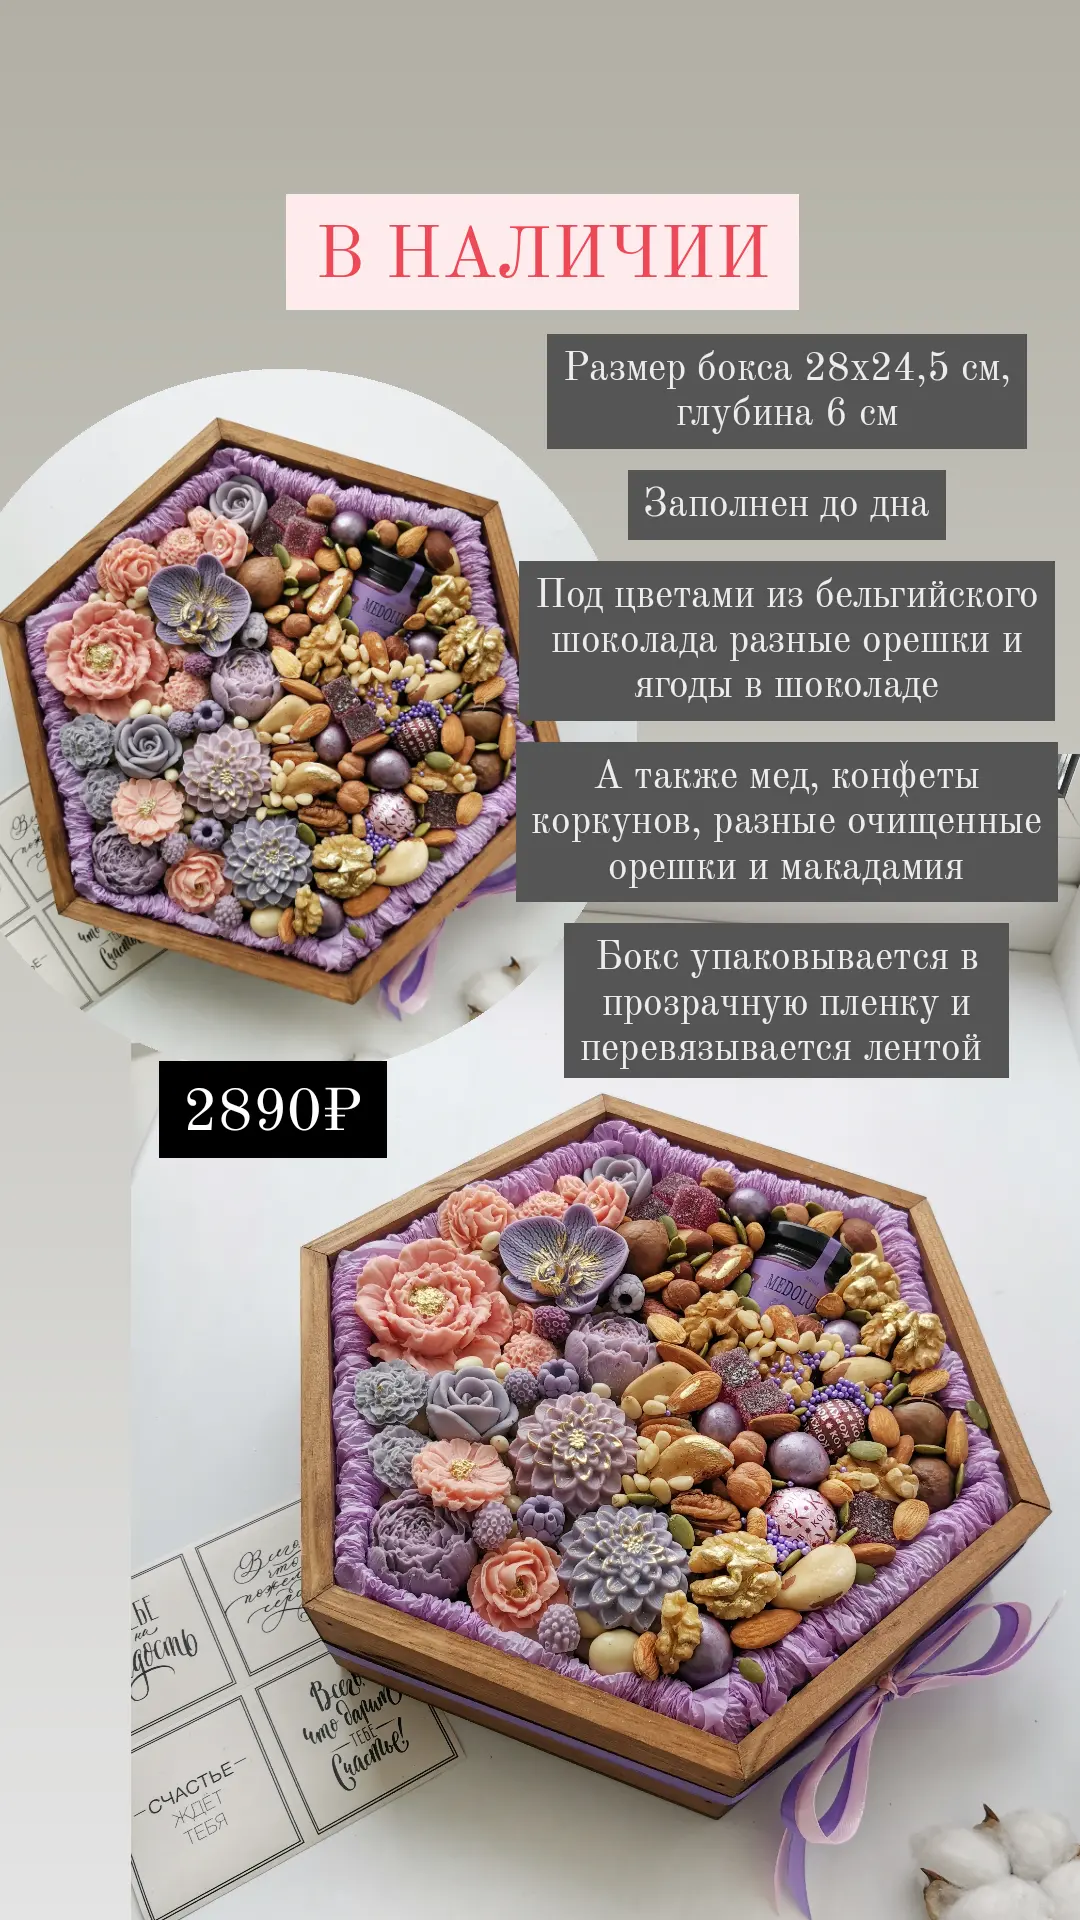 В НАЛИЧИИ
Размер бокса 28х24,5 см,
глубина 6 см
Заполнен до дна
Под цветами из бельгийского
шоколада разные орешки и
ягоды в шоколаде
А также мед, конфеты
коркунов, разные очищенные
орешки и макадамия
Бокс упаковывается в
прозрачную пленку и
перевязывается лентой
2890₽
Всего,
что дарит
ТЕБЕ
Счастье!
СЧАСТЬЕ
ЖДЁТ
ТЕБЯ